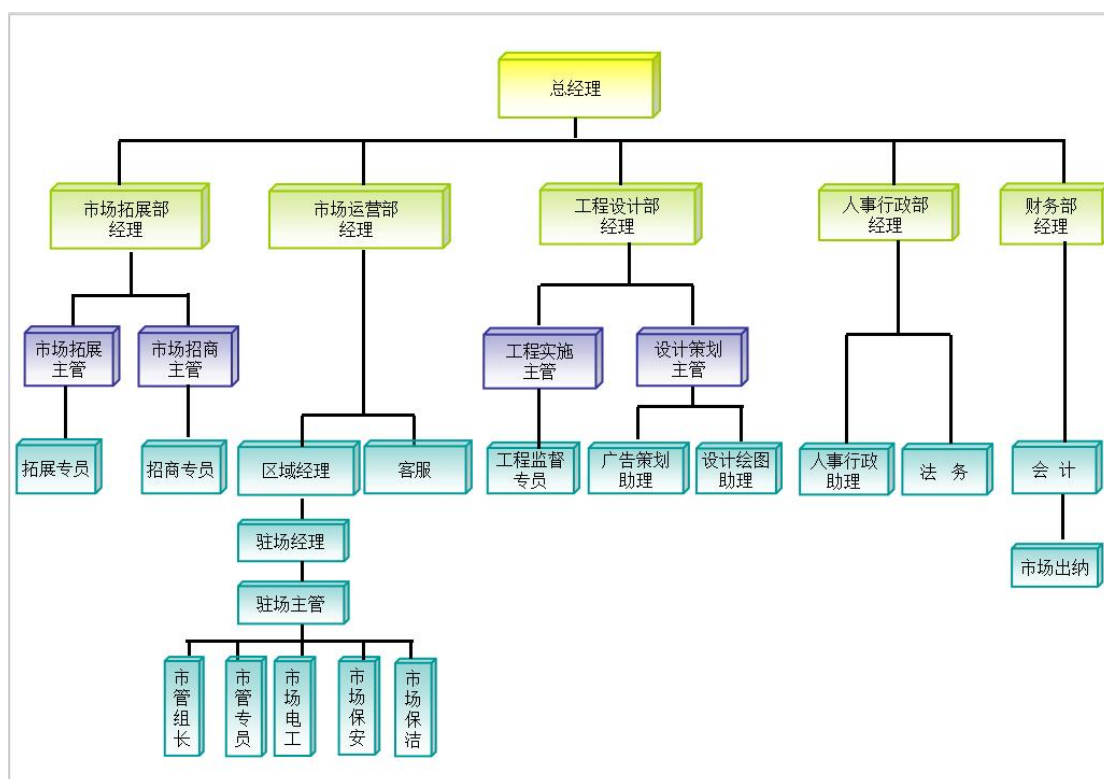 总经理
市场拓展部
经理
市场运营部
经理
工程设计部
经理
人事行政部
经理
财务部
经理
市场拓展
主管
市场招商
主管
工程实施
主管
设计策划
主管
拓展专员
招商专员
区域经理
客服
工程监督
专员
广告策划
助理
设计绘图
助理
人事行政
助理
法 务
会 计
驻场经理
市场出纳
驻场主管
市管组长
市管专员
市场电工
市场保安
市场保洁